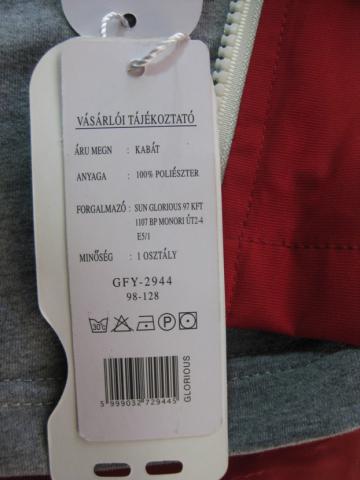 VÁSÁRLÓI TÁJÉKOZTATÓ
ÁRU MEGN : KABÁT
ANYAGA : 100% POLIÉSZTER
FORGALMAZÓ : SUN GLORIOUS 97 KFT
1107 BP MONORI ÚT2-4
E5/1
MINŐSÉG : 1 OSZTÁLY
GFY-2944
98-128
30°C P
5 999032 729445
GLORIOUS